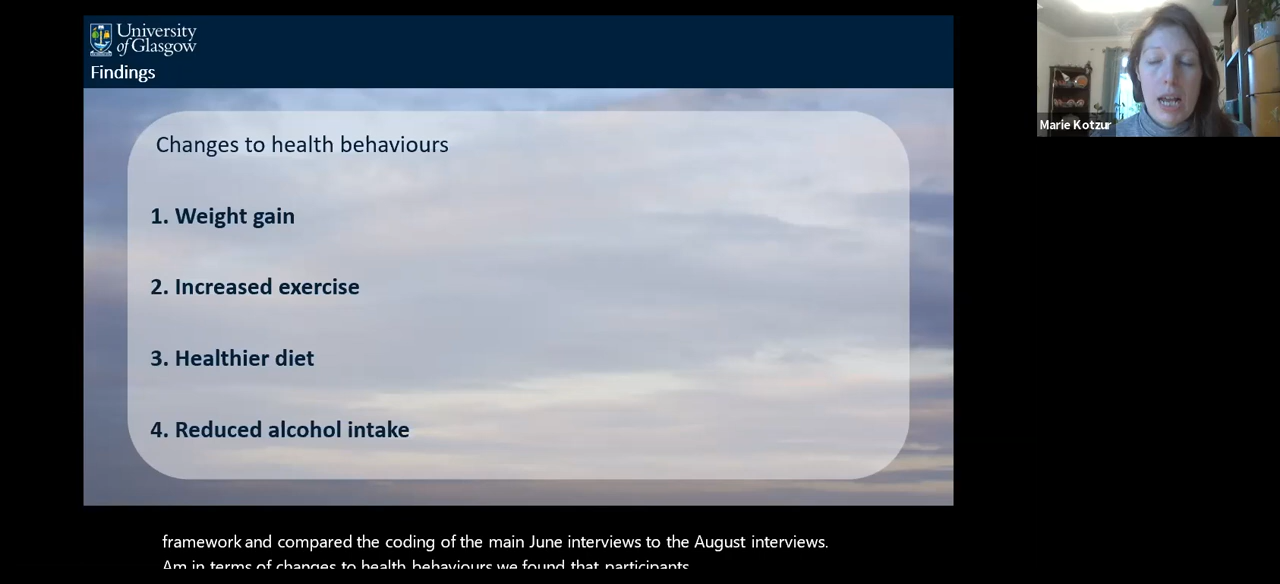 University
of Glasgow
Findings
Marie Kotzur
Changes to health behaviours
1. Weight gain
2. Increased exercise
3. Healthier diet
4. Reduced alcohol intake
framework and compared the coding of the main June interviews to the August interviews.
Am in terms of changes to health behaviours we found that participants